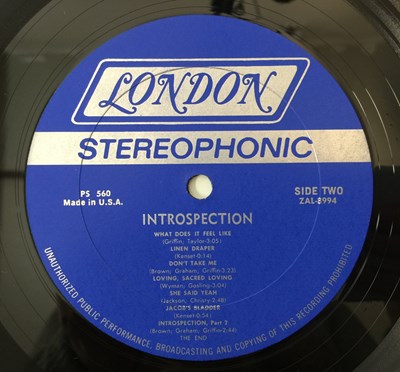 LONDON
STEREOPHONIC
PS 560
Made in U.S.A.
SIDE TWO
ZAL-8994
INTROSPECTION
WHAT DOES IT FEEL LIKE
(Griffin, Taylor-3:05)
LINEN DRAPER
(Kenset-0:14)
DON'T TAKE ME
(Brown, Graham, Griffin-3:33)
LOVING, SACRED LOVING
(Wyman, Gosling-3:04)
SHE SAID YEAH
(Jackson, Christy-2:48)
JACOB'S BLADDER
(Kenset-0:34)
INTROSPECTION, Part 2
(Brown, Graham, Griffin-2:44)
THE END
UNAUTHORIZED PUBLIC PERFORMANCE, BROADCASTING AND COPYING OF THIS RECORDING PROHIBITED